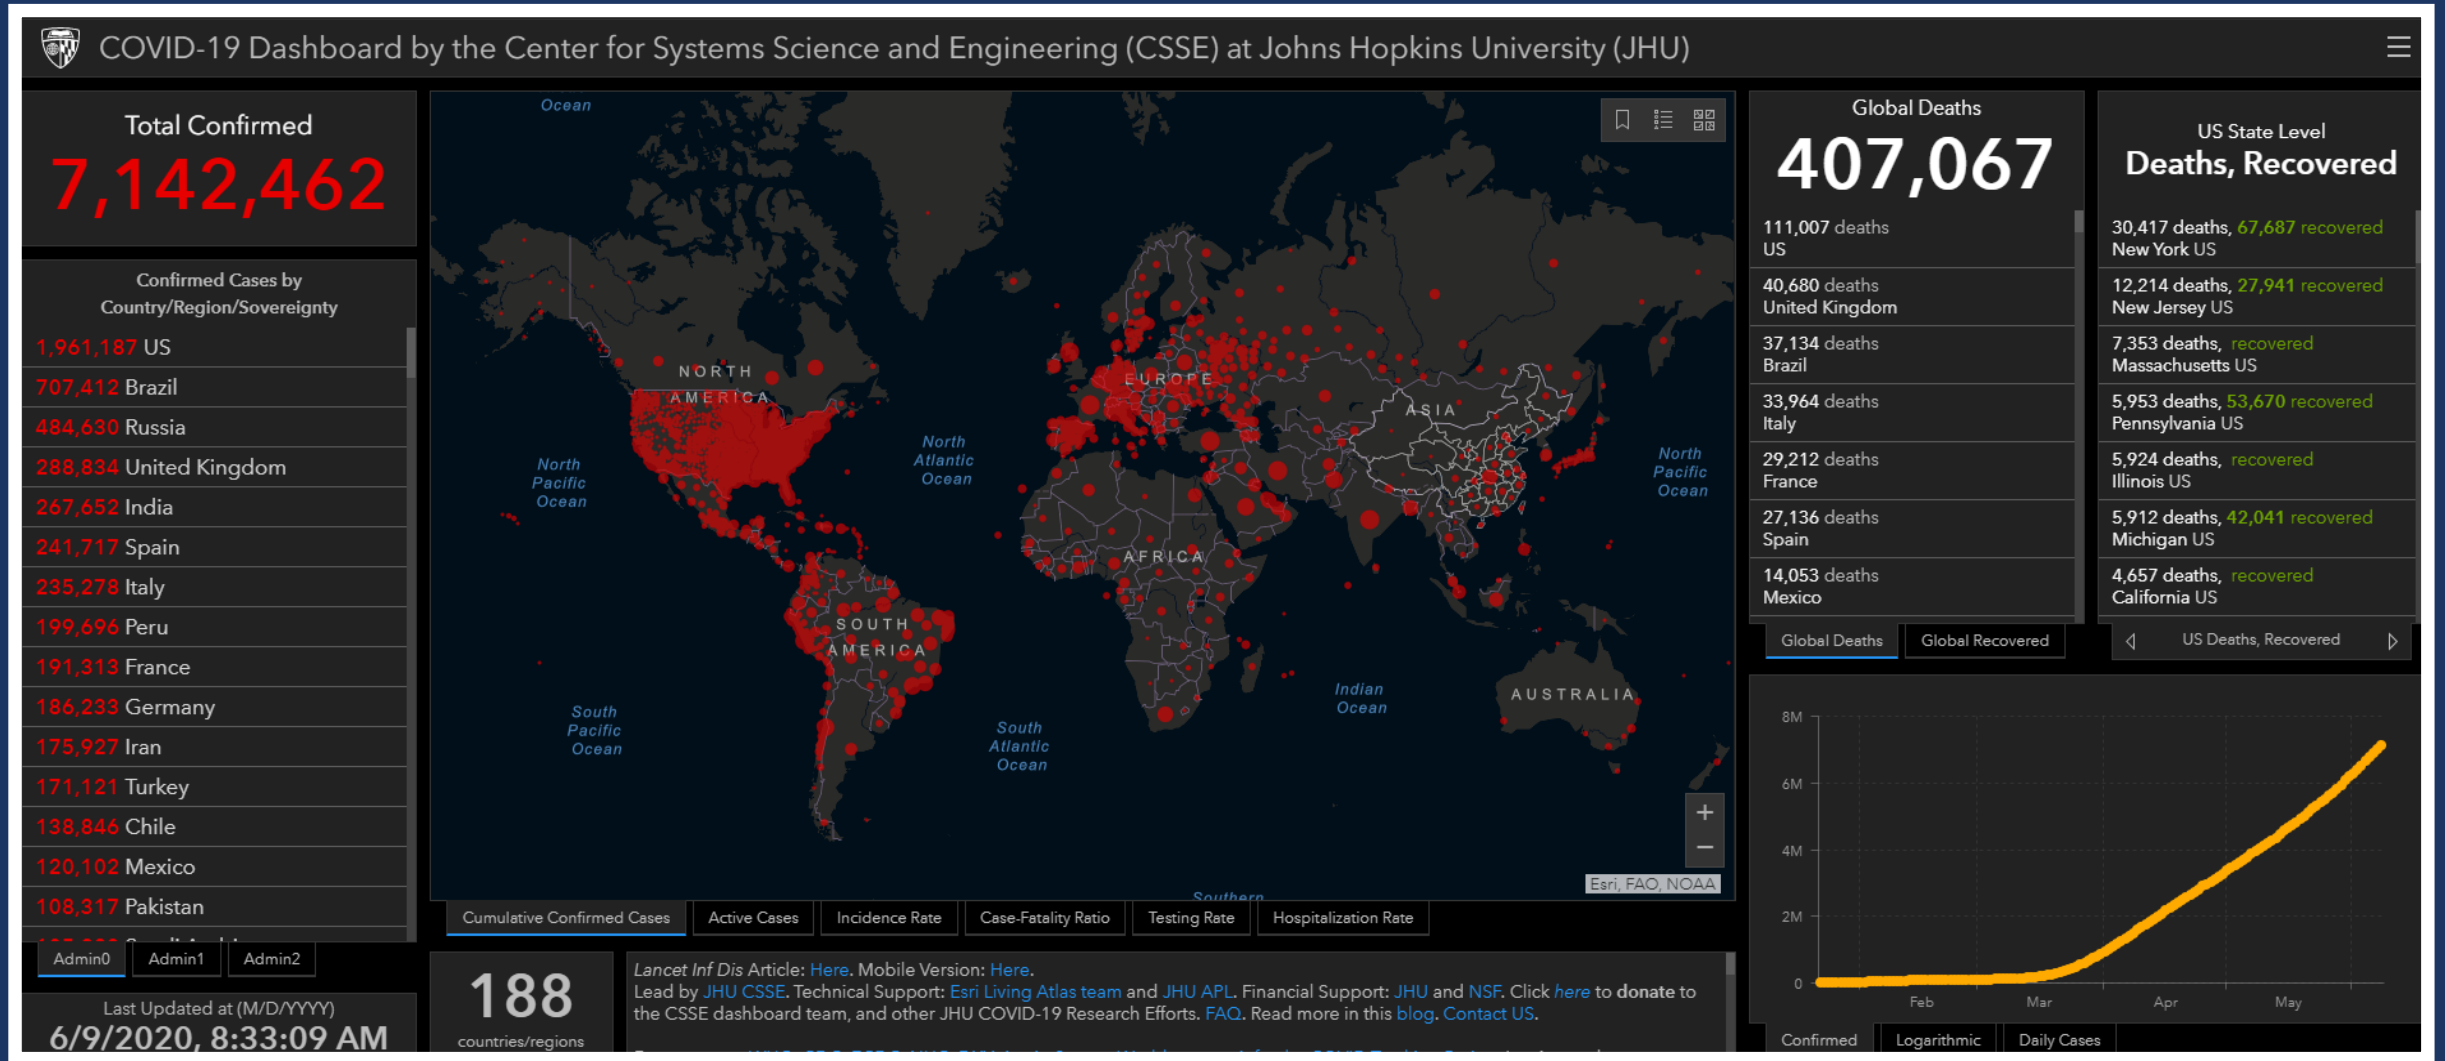 COVID-19 Dashboard by the Center for Systems Science and Engineering (CSSE) at Johns Hopkins University (JHU)
Total Confirmed
7,142,462
Confirmed Cases by
Country/Region/Sovereignty
1,961,187 US
707,412 Brazil
484,630 Russia
288,834 United Kingdom
267,652 India
241,717 Spain
235,278 Italy
199,696 Peru
191,313 France
186,233 Germany
175,927 Iran
171,121 Turkey
138,846 Chile
120,102 Mexico
108,317 Pakistan
Admin0
Admin1
Admin2
Last Updated at (M/D/YYYY)
6/9/2020, 8:33:09 AM
Ocean
NORTH
AMERICA
EUROPE
ASIA
North
Atlantic
Ocean
North
Pacific
Ocean
North
Pacific
Ocean
AFRICA
SOUTH
AMERICA
Indian
Ocean
AUSTRALIA
South
Pacific
Ocean
South
Atlantic
Ocean
+
−
Esri, FAO, NOAA
Southern
Cumulative Confirmed Cases
Active Cases
Incidence Rate
Case-Fatality Ratio
Testing Rate
Hospitalization Rate
188
countries/regions
Lancet Inf Dis Article: Here. Mobile Version: Here.
Lead by JHU CSSE. Technical Support: Esri Living Atlas team and JHU APL. Financial Support: JHU and NSF. Click here to donate to
the CSSE dashboard team, and other JHU COVID-19 Research Efforts. FAQ. Read more in this blog. Contact US.
Global Deaths
407,067
111,007 deaths
US
40,680 deaths
United Kingdom
37,134 deaths
Brazil
33,964 deaths
Italy
29,212 deaths
France
27,136 deaths
Spain
14,053 deaths
Mexico
Global Deaths
Global Recovered
US State Level
Deaths, Recovered
30,417 deaths, 67,687 recovered
New York US
12,214 deaths, 27,941 recovered
New Jersey US
7,353 deaths, recovered
Massachusetts US
5,953 deaths, 53,670 recovered
Pennsylvania US
5,924 deaths, recovered
Illinois US
5,912 deaths, 42,041 recovered
Michigan US
4,657 deaths, recovered
California US
US Deaths, Recovered
8M
6M
4M
2M
0
Feb
Mar
Apr
May
Confirmed
Logarithmic
Daily Cases